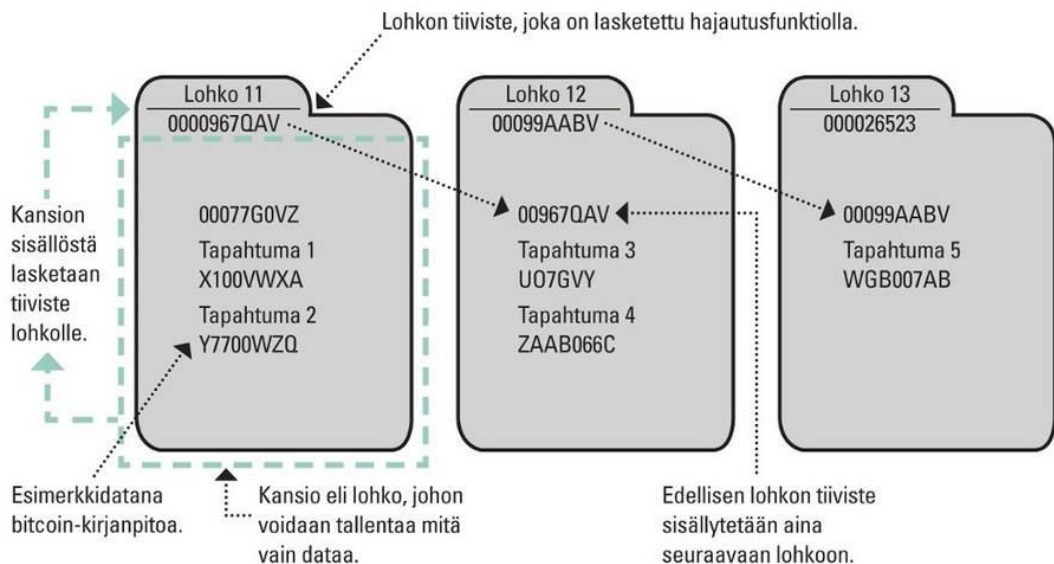 Lohkon tiiviste, joka on lasketettu hajautusfunktiolla.
Lohko 11
0000967QAV
00077G0VZ
Tapahtuma 1
X100VWXA
Tapahtuma 2
Y7700WZQ
Lohko 12
00099AABV
00967QAV
Tapahtuma 3
UO7GVY
Tapahtuma 4
ZAAB066C
Lohko 13
000026523
00099AABV
Tapahtuma 5
WGB007AB
Kansion
sisällöstä
lasketaan
tiiviste
lohkolle.
Esimerkkidatana
bitcoin-kirjanpitoa.
Kansio eli lohko, johon
voidaan tallentaa mitä
vain dataa.
Edellisen lohkon tiiviste
sisällytetään aina
seuraavaan lohkoon.